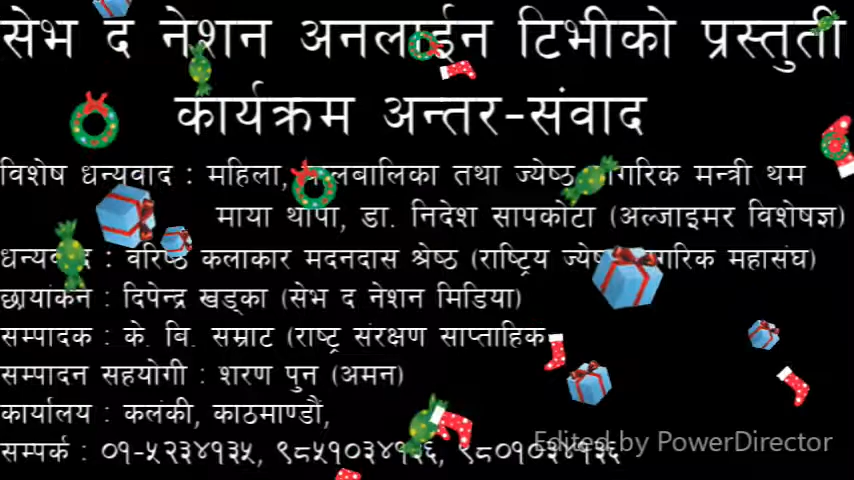 सेभ द नेशन अनलाईन टिभीको प्रस्तुती
कार्यक्रम अन्तर-संवाद
विशेष धन्यवाद : महिला, बालबालिका तथा ज्येष्ठ नागरिक मन्त्री थम
माया थापा, डा. निदेश सापकोटा (अल्जाइमर विशेषज्ञ)
धन्यवाद : वरिष्ठ कलाकार मदनदास श्रेष्ठ (राष्ट्रिय ज्येष्ठ नागरिक महासंघ)
छायांकन : दिपेन्द्र खड्का (सेभ द नेशन मिडिया)
सम्पादक : के. बि. सम्राट (राष्ट्र संरक्षण साप्ताहिक
सम्पादन सहयोगी : शरण पुन (अमन)
कार्यालय : कलंकी, काठमाण्डौं,
सम्पर्क : ०१-५२३४१३५, ९८५१०३४१३६, ९८०१०३४१३६
Edited by PowerDirector